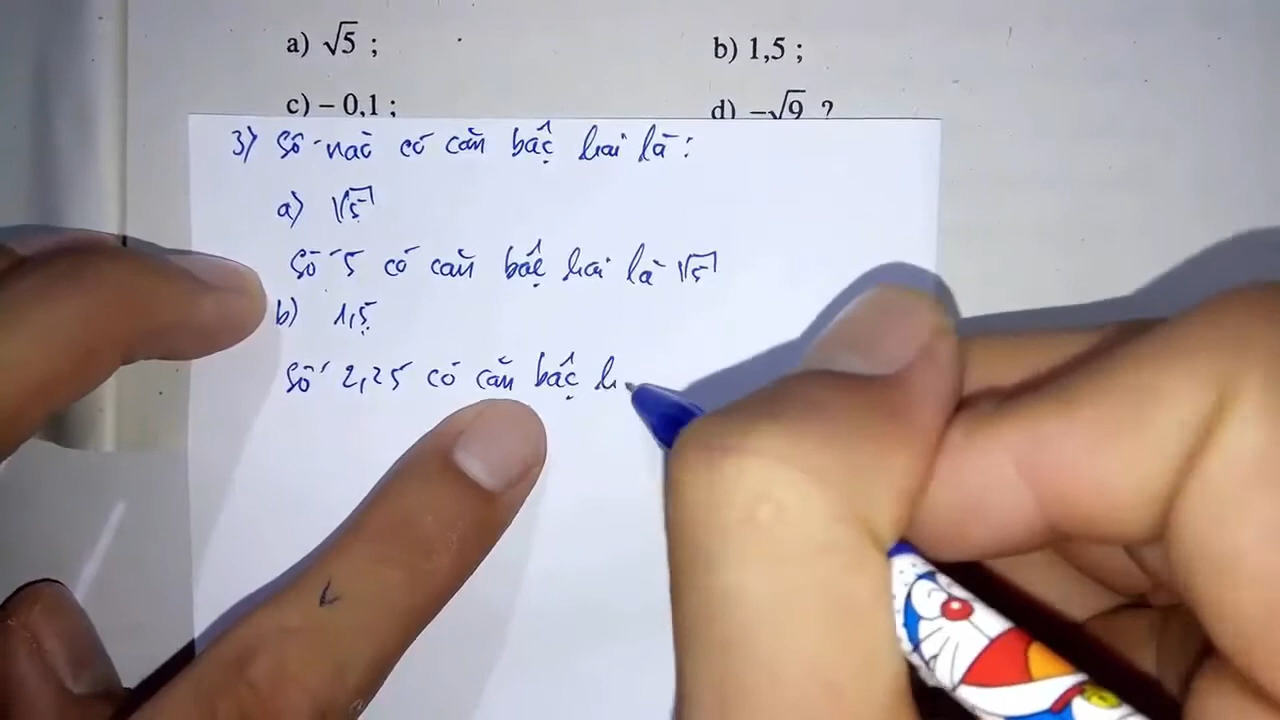 a) √5 ;
b) 1,5 ;
c) – 0,1 ;
d) –√9 ?
3) Số nào có căn bậc hai là:
a) √5
Số 5 có căn bậc hai là √5
b) 1,5
Số 2,25 có căn bậc h